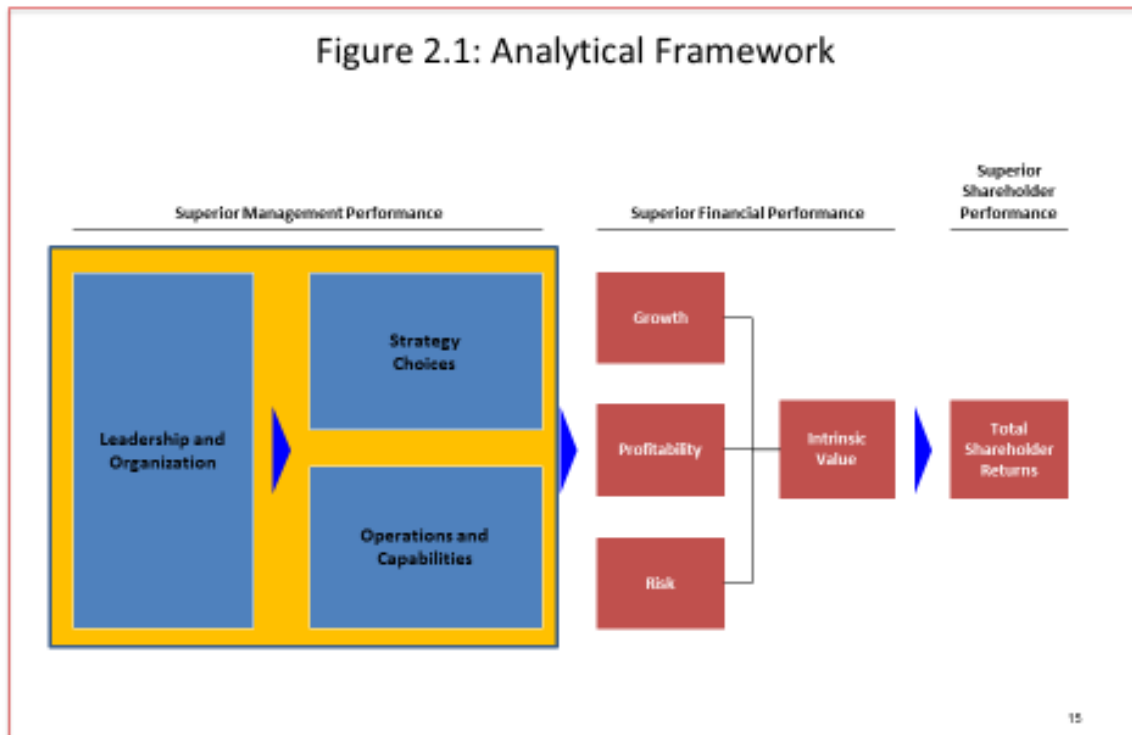 Figure 2.1: Analytical Framework
Superior Management Performance
Superior Financial Performance
Superior
Shareholder
Performance
Leadership and
Organization
Strategy
Choices
Operations and
Capabilities
Growth
Profitability
Risk
Intrinsic
Value
Total
Shareholder
Returns
15